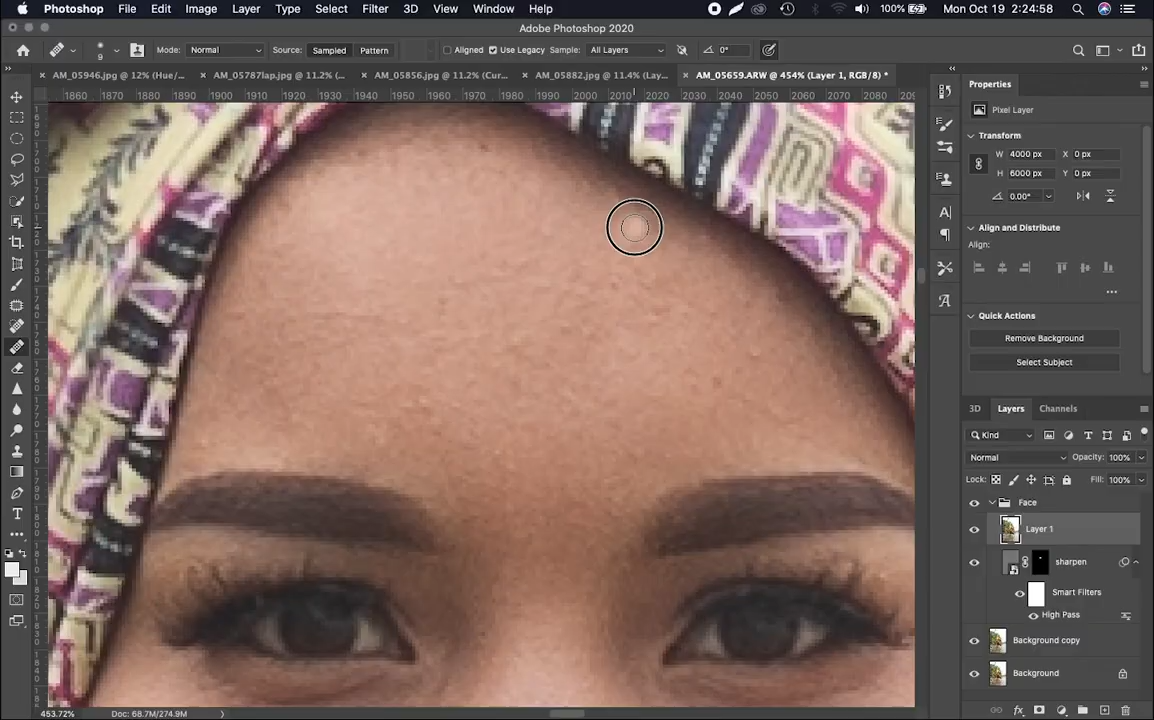 Photoshop File Edit Image Layer Type Select Filter 3D View Window Help 100% Mon Oct 19 2:24:58
Adobe Photoshop 2020
9 Mode: Normal Source: Sampled Pattern Aligned Use Legacy Sample: All Layers 0°
AM_05946.jpg @ 12% (Hue/... AM_05787lap.jpg @ 11.2% (... AM_05856.jpg @ 11.2% (Cur... AM_05882.jpg @ 11.4% (Lay... AM_05659.ARW @ 454% (Layer 1, RGB/8) *
1860 1870 1880 1890 1900 1910 1920 1930 1940 1950 1960 1970 1980 1990 2000 2010 2020 2030 2040 2050 2060 2070 2080
Properties
Pixel Layer
Transform
W 4000 px X 0 px
H 6000 px Y 0 px
0.00°
Align and Distribute
Align:
Quick Actions
Remove Background
Select Subject
3D Layers Channels
Kind
Normal Opacity: 100%
Lock: Fill: 100%
Face
Layer 1
sharpen
Smart Filters
High Pass
Background copy
Background
453.72% Doc: 68.7M/274.9M